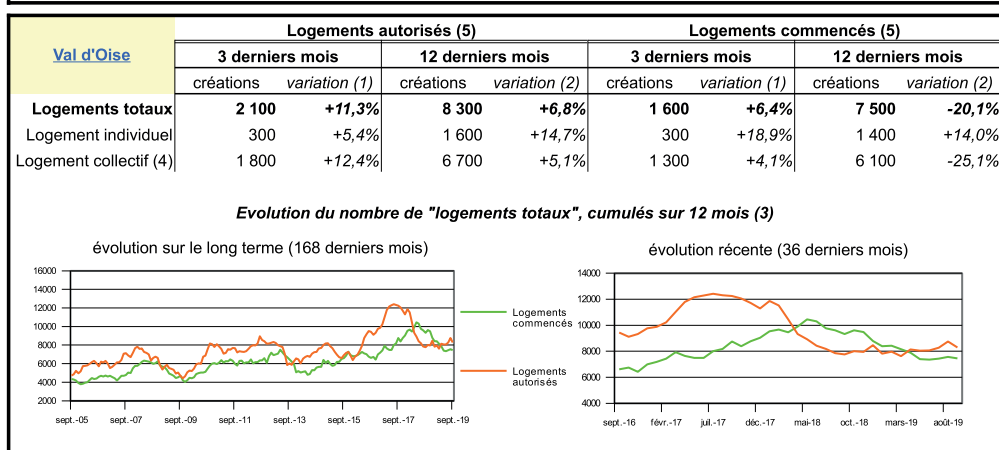 Val d'Oise
Logements autorisés (5) Logements commencés (5)
3 derniers mois 12 derniers mois 3 derniers mois 12 derniers mois
créations variation (1) créations variation (2) créations variation (1) créations variation (2)
Logements totaux 2 100 +11,3% 8 300 +6,8% 1 600 +6,4% 7 500 -20,1%
Logement individuel 300 +5,4% 1 600 +14,7% 300 +18,9% 1 400 +14,0%
Logement collectif (4) 1 800 +12,4% 6 700 +5,1% 1 300 +4,1% 6 100 -25,1%
Evolution du nombre de "logements totaux", cumulés sur 12 mois (3)
évolution sur le long terme (168 derniers mois)
16000
14000
12000
10000
8000
6000
4000
2000
sept.-05 sept.-07 sept.-09 sept.-11 sept.-13 sept.-15 sept.-17 sept.-19
Logements
commencés
Logements
autorisés
évolution récente (36 derniers mois)
14000
12000
10000
8000
6000
4000
sept.-16 févr.-17 juil.-17 déc.-17 mai-18 oct.-18 mars-19 août-19